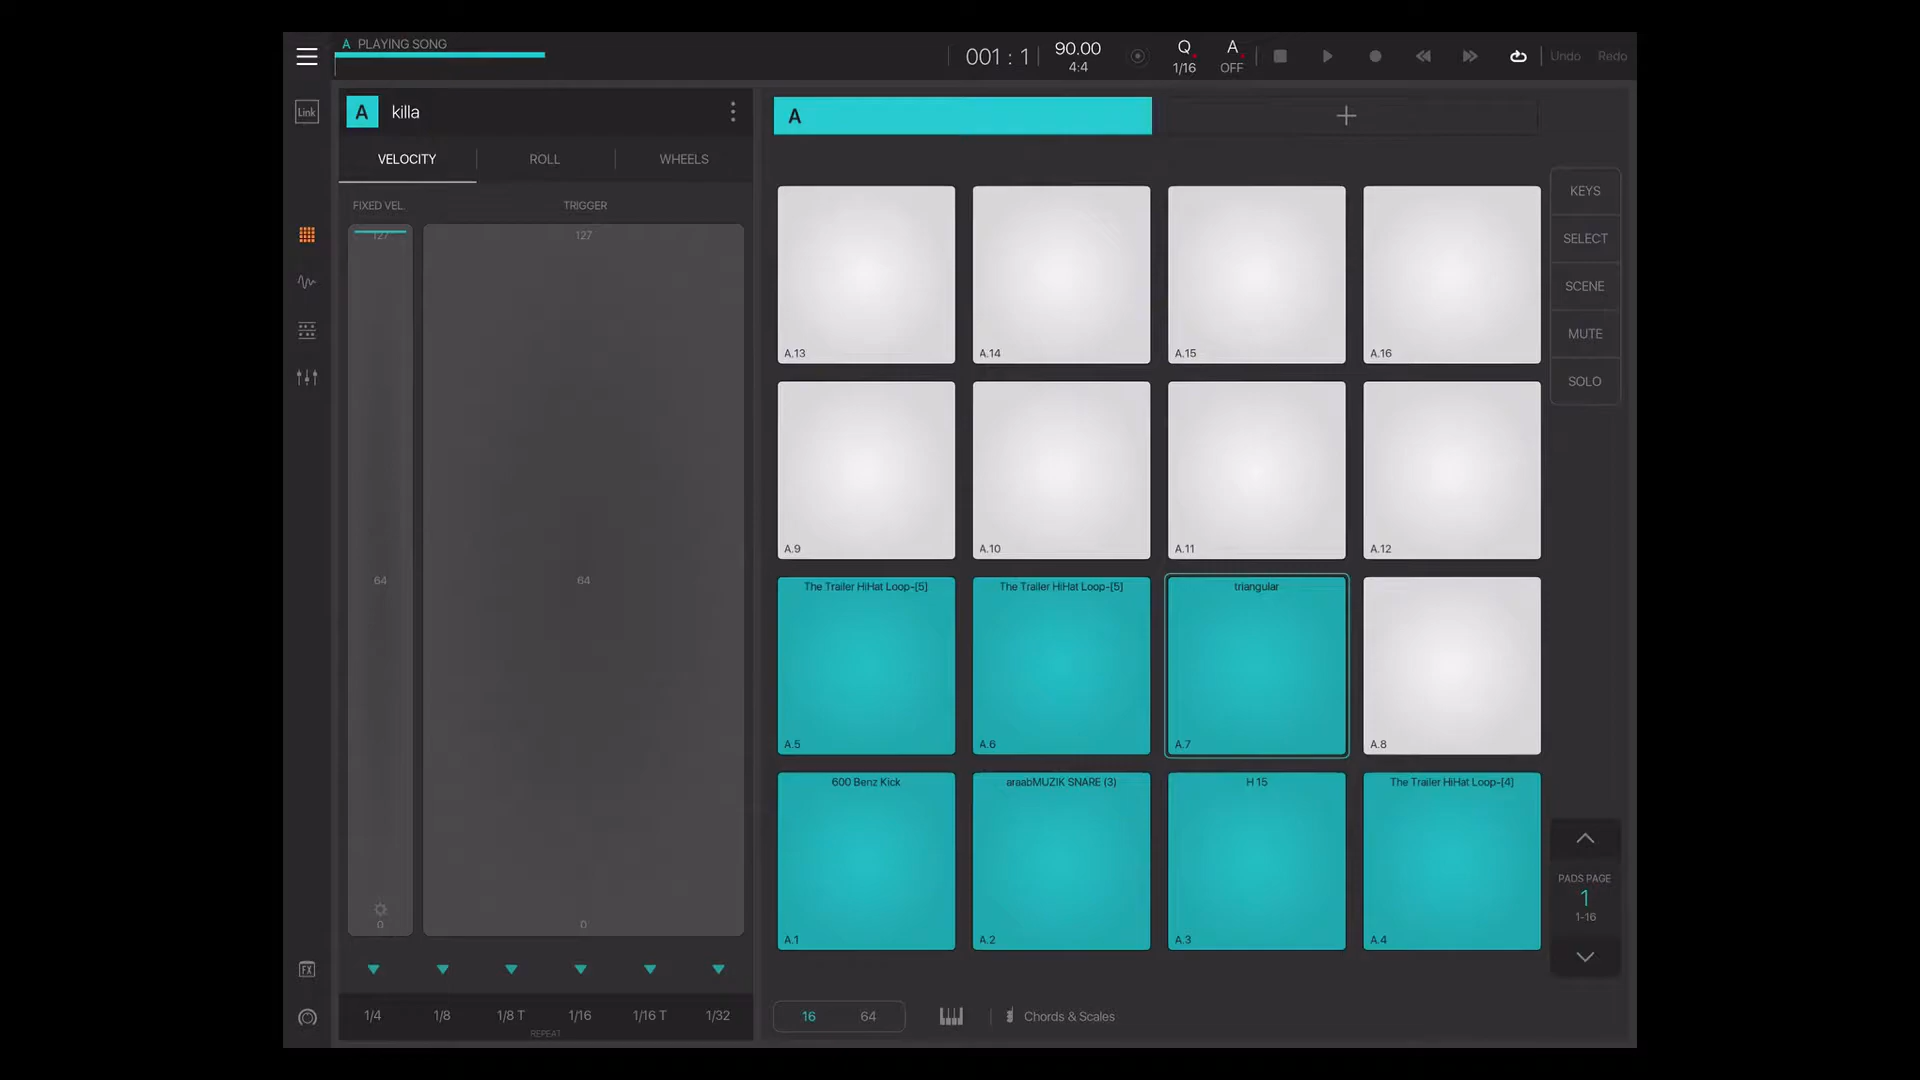 A PLAYING SONG
001 : 1
90.00
4:4
Q
1/16
A
OFF
Undo
Redo
Link
A killa
VELOCITY
ROLL
WHEELS
FIXED VEL.
TRIGGER
127
127
64
64
0
0
1/4
1/8
1/8 T
1/16
1/16 T
1/32
REPEAT
FX
A
+
A.13
A.14
A.15
A.16
A.9
A.10
A.11
A.12
The Trailer HiHat Loop-[5]
The Trailer HiHat Loop-[5]
triangular
A.5
A.6
A.7
A.8
600 Benz Kick
araabMUZIK SNARE (3)
H 15
The Trailer HiHat Loop-[4]
A.1
A.2
A.3
A.4
16
64
Chords & Scales
KEYS
SELECT
SCENE
MUTE
SOLO
PADS PAGE
1
1-16